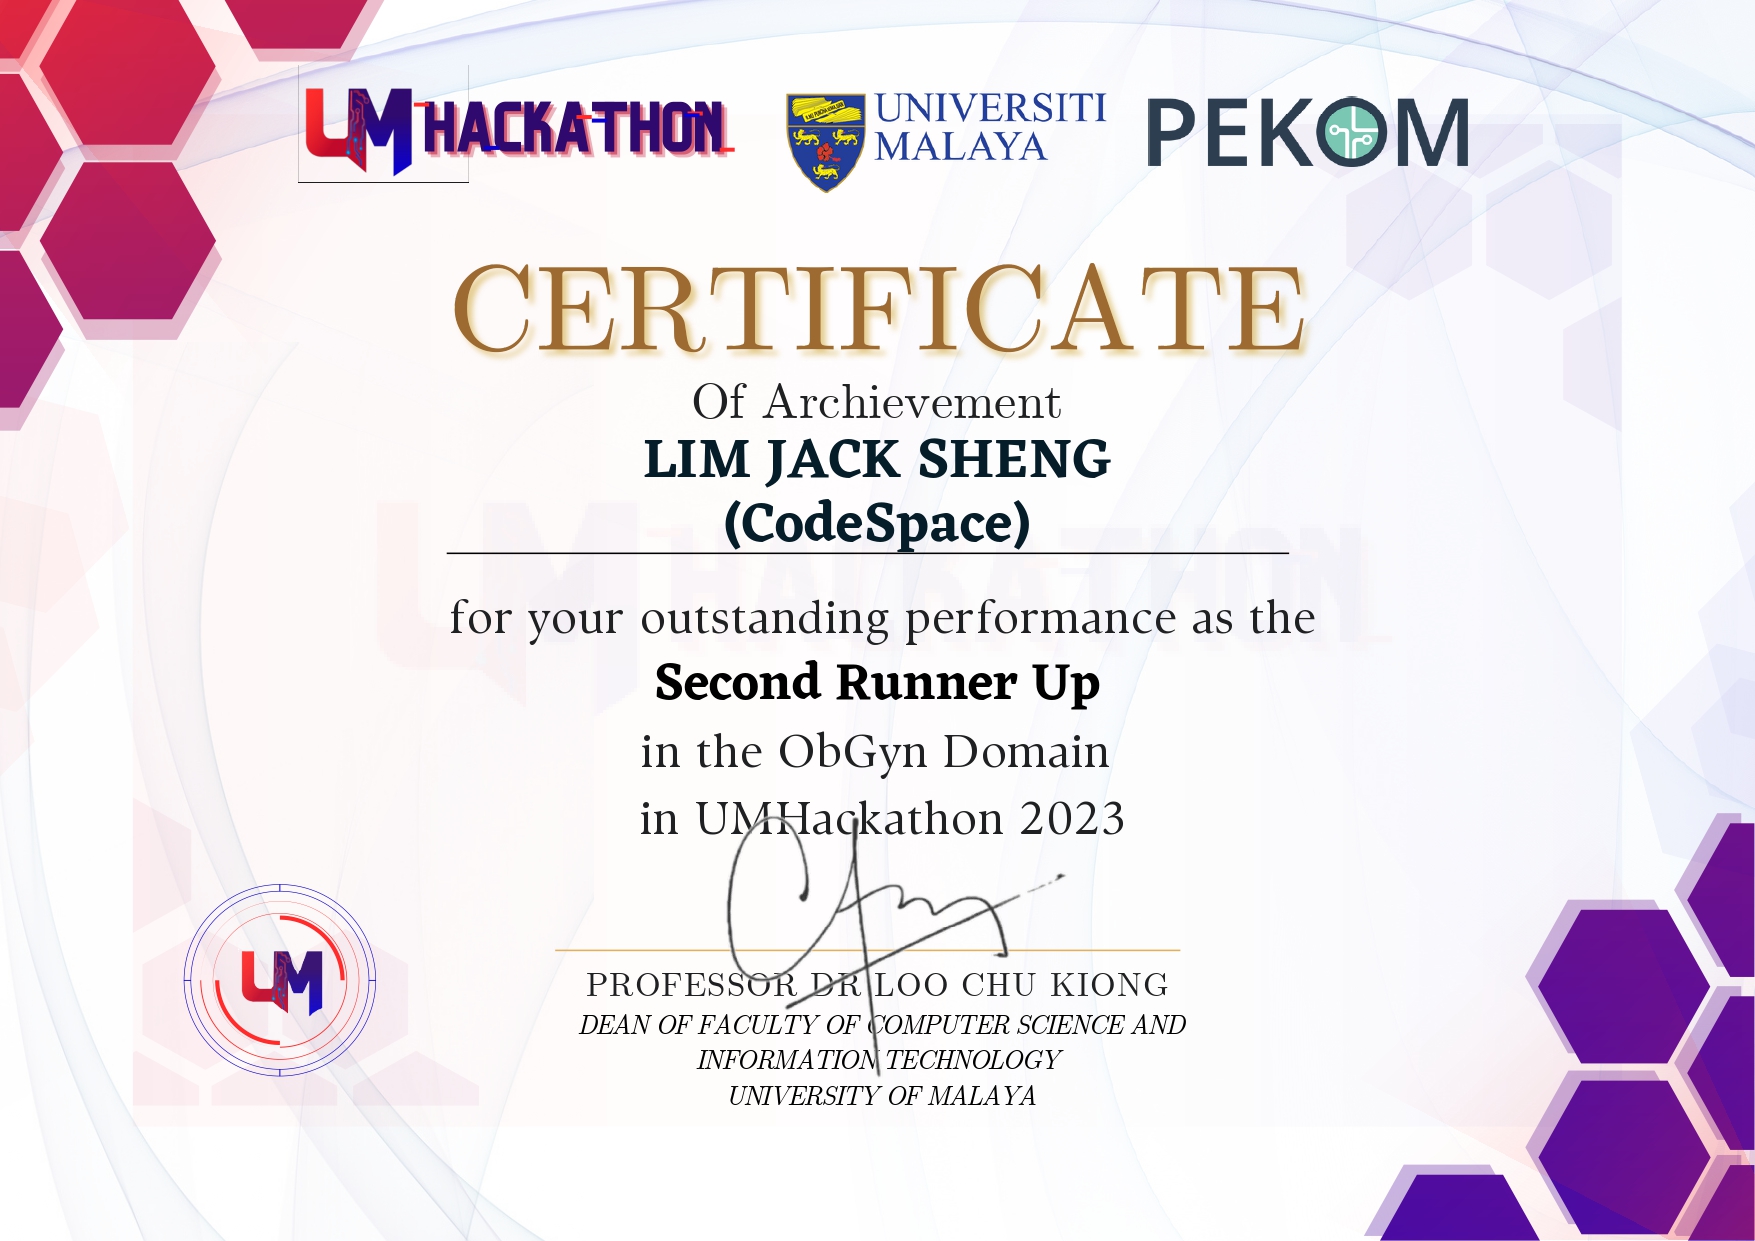 UMHACKATHON
UNIVERSITI
MALAYA
PEKOM
CERTIFICATE
Of Archievement
LIM JACK SHENG
(CodeSpace)
UMHACKATHON
for your outstanding performance as the
Second Runner Up
in the ObGyn Domain
in UMHackathon 2023
UM
PROFESSOR DR LOO CHU KIONG
DEAN OF FACULTY OF COMPUTER SCIENCE AND
INFORMATION TECHNOLOGY
UNIVERSITY OF MALAYA